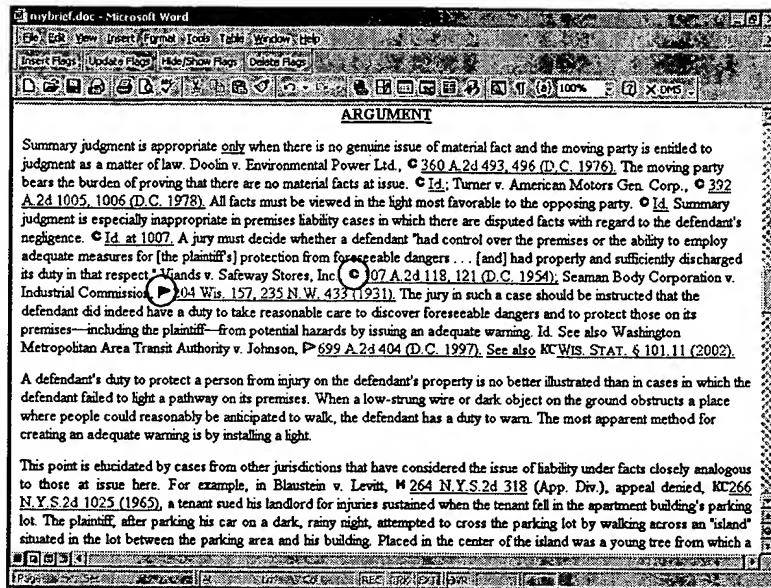 mybrief.doc - Microsoft Word
File Edit View Insert Format Tools Table Window Help
Insert Flags Update Flags Hide/Show Flags Delete Flags
100% DMS
ARGUMENT
Summary judgment is appropriate only when there is no genuine issue of material fact and the moving party is entitled to
judgment as a matter of law. Doolin v. Environmental Power Ltd., C 360 A.2d 493, 496 (D.C. 1976). The moving party
bears the burden of proving that there are no material facts at issue. C Id.; Turner v. American Motors Gen. Corp., C 392
A.2d 1005, 1006 (D.C. 1978). All facts must be viewed in the light most favorable to the opposing party. C Id. Summary
judgment is especially inappropriate in premises liability cases in which there are disputed facts with regard to the defendant's
negligence. C Id. at 1007. A jury must decide whether a defendant "had control over the premises or the ability to employ
adequate measures for [the plaintiff's] protection from foreseeable dangers . . . [and] had properly and sufficiently discharged
its duty in that respect." Viands v. Safeway Stores, Inc. C 107 A.2d 118, 121 (D.C. 1954); Seaman Body Corporation v.
Industrial Commission, 204 Wis. 157, 235 N.W. 433 (1931). The jury in such a case should be instructed that the
defendant did indeed have a duty to take reasonable care to discover foreseeable dangers and to protect those on its
premises—including the plaintiff—from potential hazards by issuing an adequate warning. Id. See also Washington
Metropolitan Area Transit Authority v. Johnson, 699 A.2d 404 (D.C. 1997). See also KC WIS. STAT. § 101.11 (2002).
A defendant's duty to protect a person from injury on the defendant's property is no better illustrated than in cases in which the
defendant failed to light a pathway on its premises. When a low-strung wire or dark object on the ground obstructs a place
where people could reasonably be anticipated to walk, the defendant has a duty to warn. The most apparent method for
creating an adequate warning is by installing a light.
This point is elucidated by cases from other jurisdictions that have considered the issue of liability under facts closely analogous
to those at issue here. For example, in Blaustein v. Levitt, H 264 N.Y.S.2d 318 (App. Div.), appeal denied, KC 266
N.Y.S.2d 1025 (1965), a tenant sued his landlord for injuries sustained when the tenant fell in the apartment building's parking
lot. The plaintiff, after parking his car on a dark, rainy night, attempted to cross the parking lot by walking across an "island"
situated in the lot between the parking area and his building. Placed in the center of the island was a young tree from which a
Page Sec At Ln Col REC TRK EXT OVR